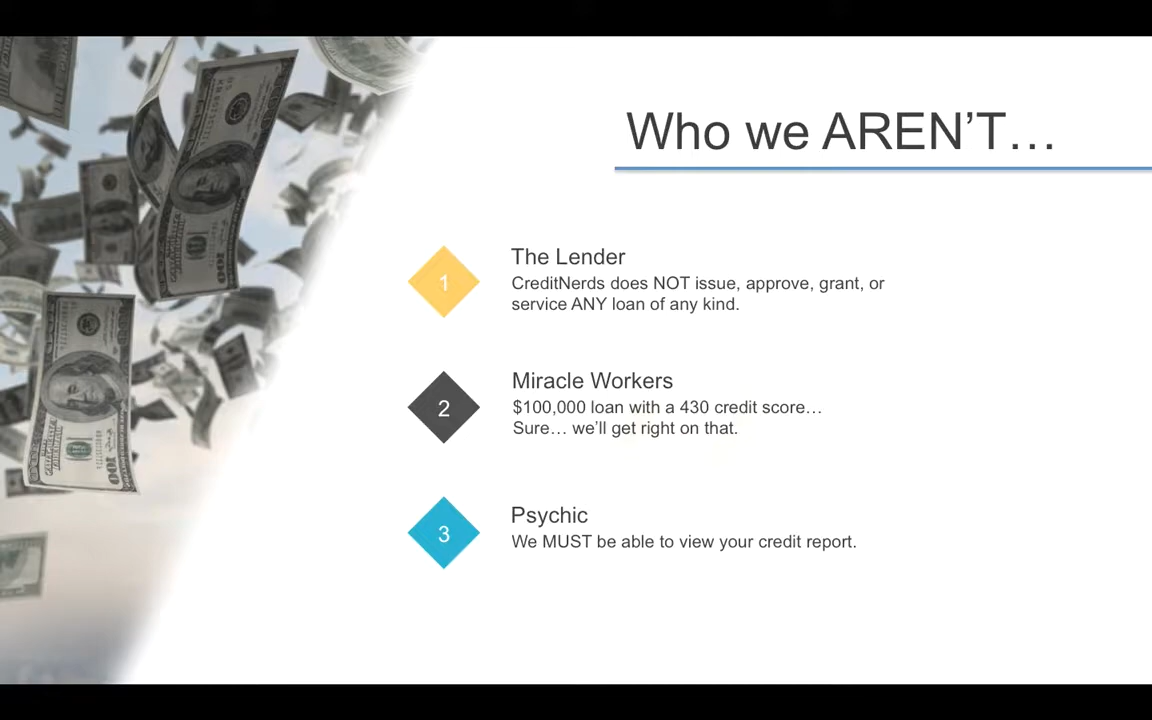 Who we AREN’T…
1
The Lender
CreditNerds does NOT issue, approve, grant, or
service ANY loan of any kind.
2
Miracle Workers
$100,000 loan with a 430 credit score…
Sure… we’ll get right on that.
3
Psychic
We MUST be able to view your credit report.
100
100